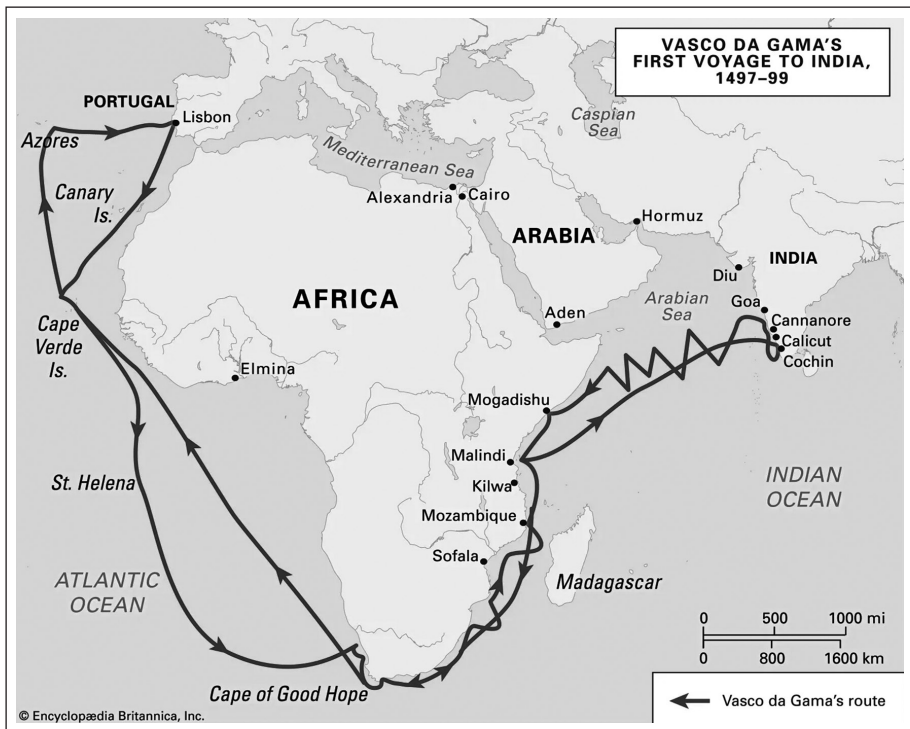 VASCO DA GAMA'S
FIRST VOYAGE TO INDIA,
1497–99
PORTUGAL
Lisbon
Azores
Caspian
Sea
Mediterranean Sea
Canary
Is.
Alexandria
Cairo
Hormuz
ARABIA
INDIA
Diu
AFRICA
Arabian
Sea
Goa
Aden
Cannanore
Calicut
Cochin
Cape
Verde
Is.
Elmina
Mogadishu
Malindi
St. Helena
Kilwa
INDIAN
OCEAN
Mozambique
Sofala
ATLANTIC
OCEAN
Madagascar
0 500 1000 mi
0 800 1600 km
Cape of Good Hope
Vasco da Gama's route
© Encyclopædia Britannica, Inc.